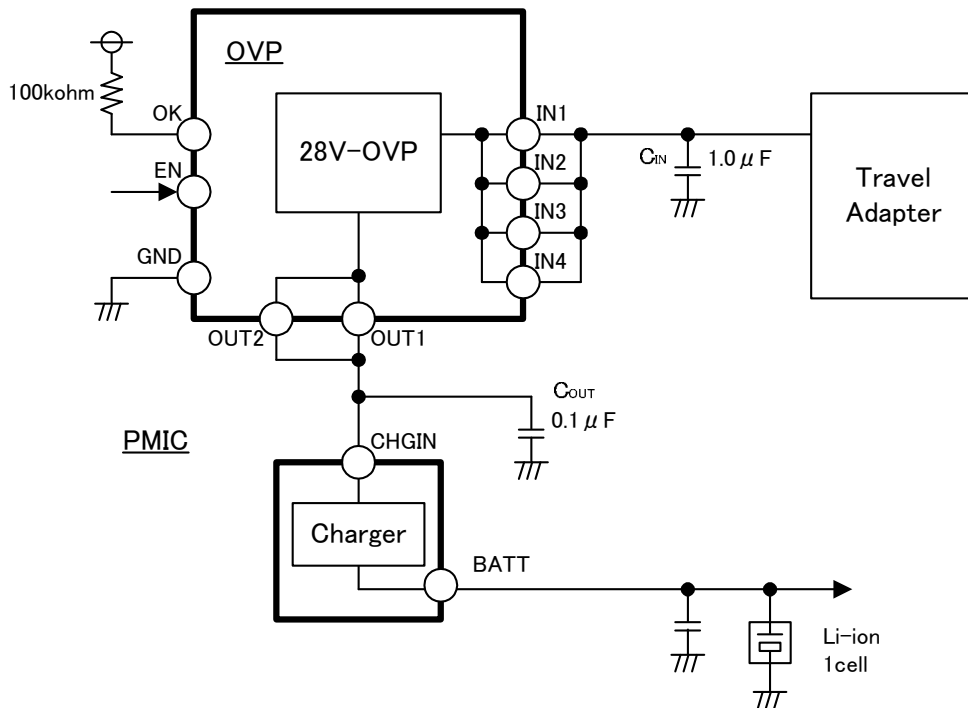 OVP
100kohm
OK
28V-OVP
IN1
EN
IN2
CIN
1.0μF
Travel
Adapter
IN3
GND
IN4
OUT2
OUT1
COUT
0.1μF
PMIC
CHGIN
Charger
BATT
Li-ion
1cell